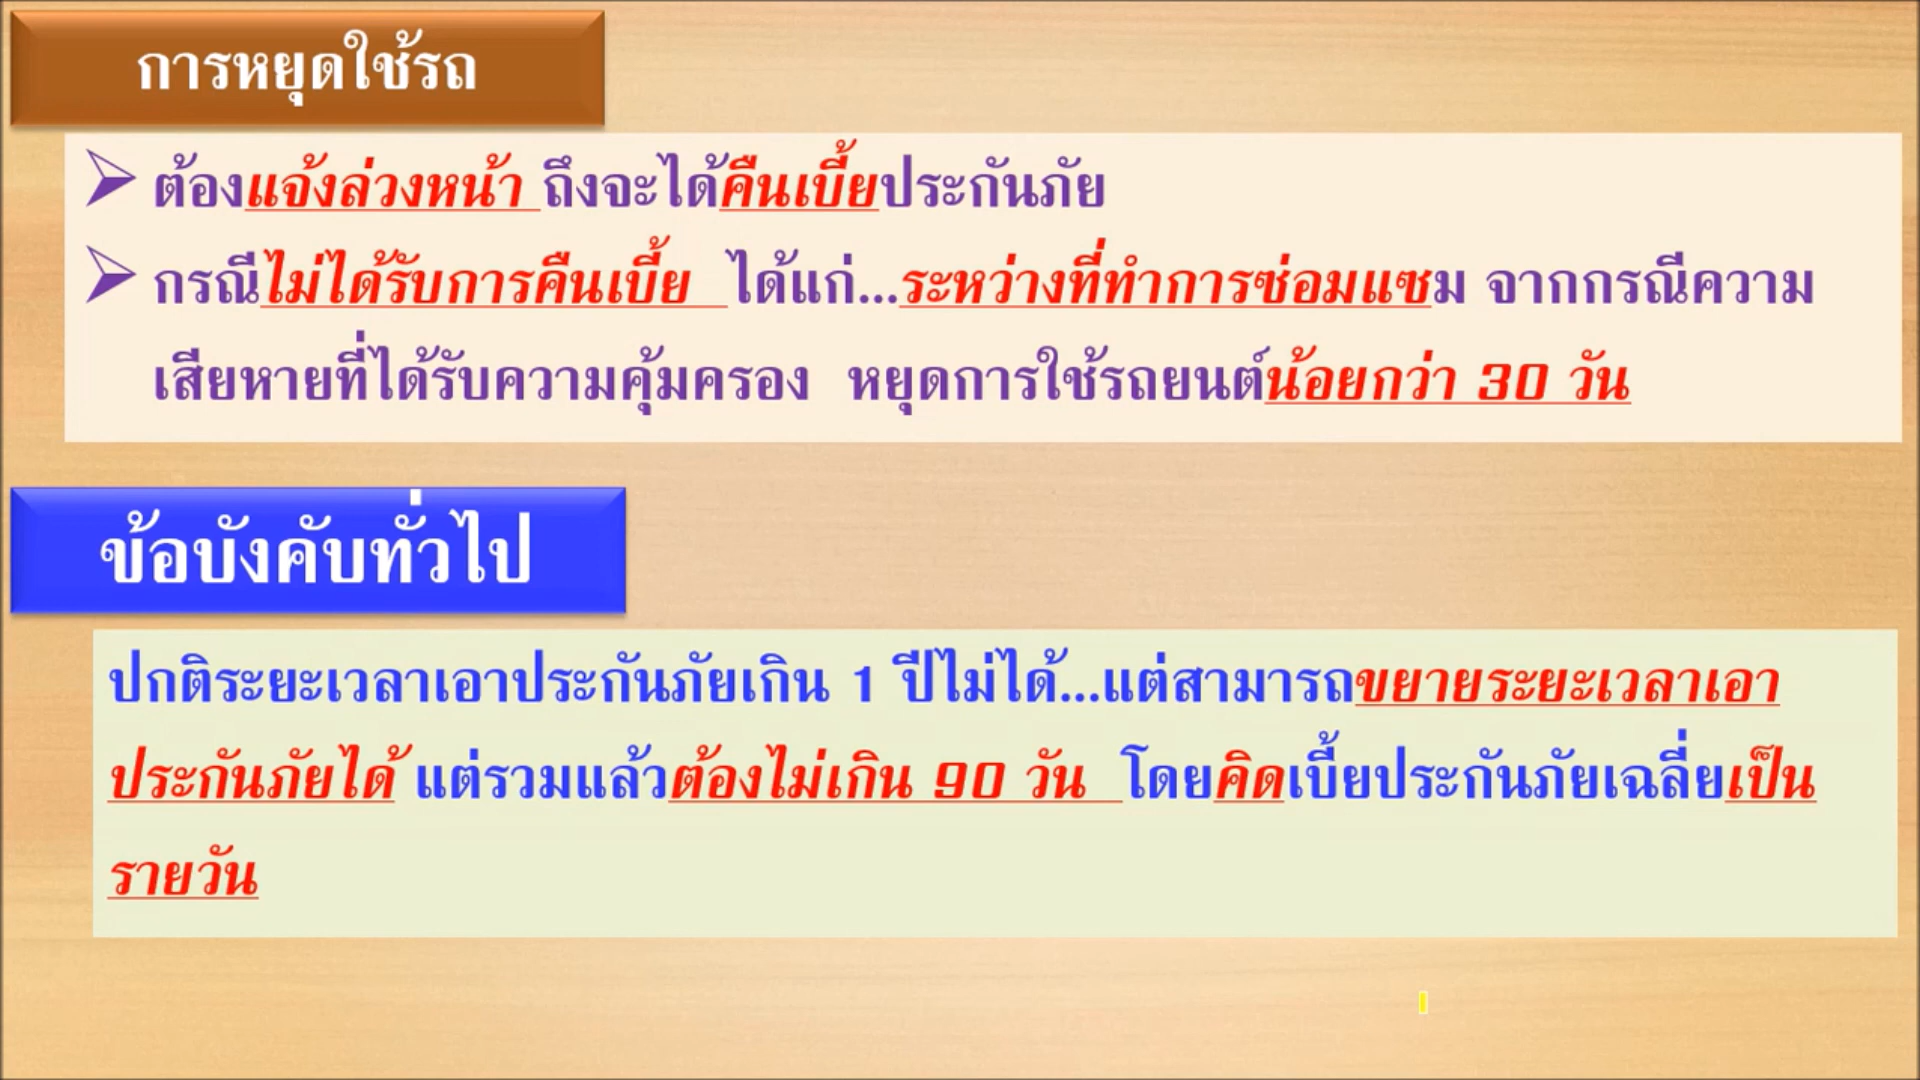 การหยุดใช้รถ
ต้องแจ้งล่วงหน้า ถึงจะได้คืนเบี้ยประกันภัย
กรณีไม่ได้รับการคืนเบี้ย ได้แก่...ระหว่างที่ทำการซ่อมแซม จากกรณีความ
เสียหายที่ได้รับความคุ้มครอง หยุดการใช้รถยนต์น้อยกว่า 30 วัน
ข้อบังคับทั่วไป
ปกติระยะเวลาเอาประกันภัยเกิน 1 ปีไม่ได้...แต่สามารถขยายระยะเวลาเอา
ประกันภัยได้ แต่รวมแล้วต้องไม่เกิน 90 วัน โดยคิดเบี้ยประกันภัยเฉลี่ยเป็น
รายวัน